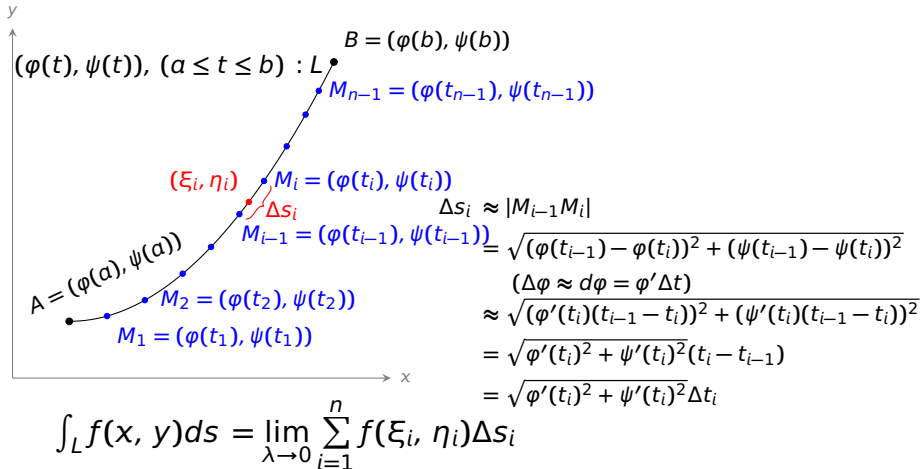 y
B = (φ(b), ψ(b))
(φ(t), ψ(t)), (a ≤ t ≤ b) : L
M_{n−1} = (φ(t_{n−1}), ψ(t_{n−1}))
(ξ_i, η_i)
M_i = (φ(t_i), ψ(t_i))
Δs_i
M_{i−1} = (φ(t_{i−1}), ψ(t_{i−1}))
A = (φ(a), ψ(a))
M_2 = (φ(t_2), ψ(t_2))
M_1 = (φ(t_1), ψ(t_1))
x
Δs_i ≈ |M_{i−1}M_i|
= √((φ(t_{i−1}) − φ(t_i))² + (ψ(t_{i−1}) − ψ(t_i))²)
(Δφ ≈ dφ = φ′Δt)
≈ √((φ′(t_i)(t_{i−1} − t_i))² + (ψ′(t_i)(t_{i−1} − t_i))²)
= √(φ′(t_i)² + ψ′(t_i)²)(t_i − t_{i−1})
= √(φ′(t_i)² + ψ′(t_i)²)Δt_i
∫_L f(x, y)ds = lim_{λ→0} ∑_{i=1}^{n} f(ξ_i, η_i)Δs_i